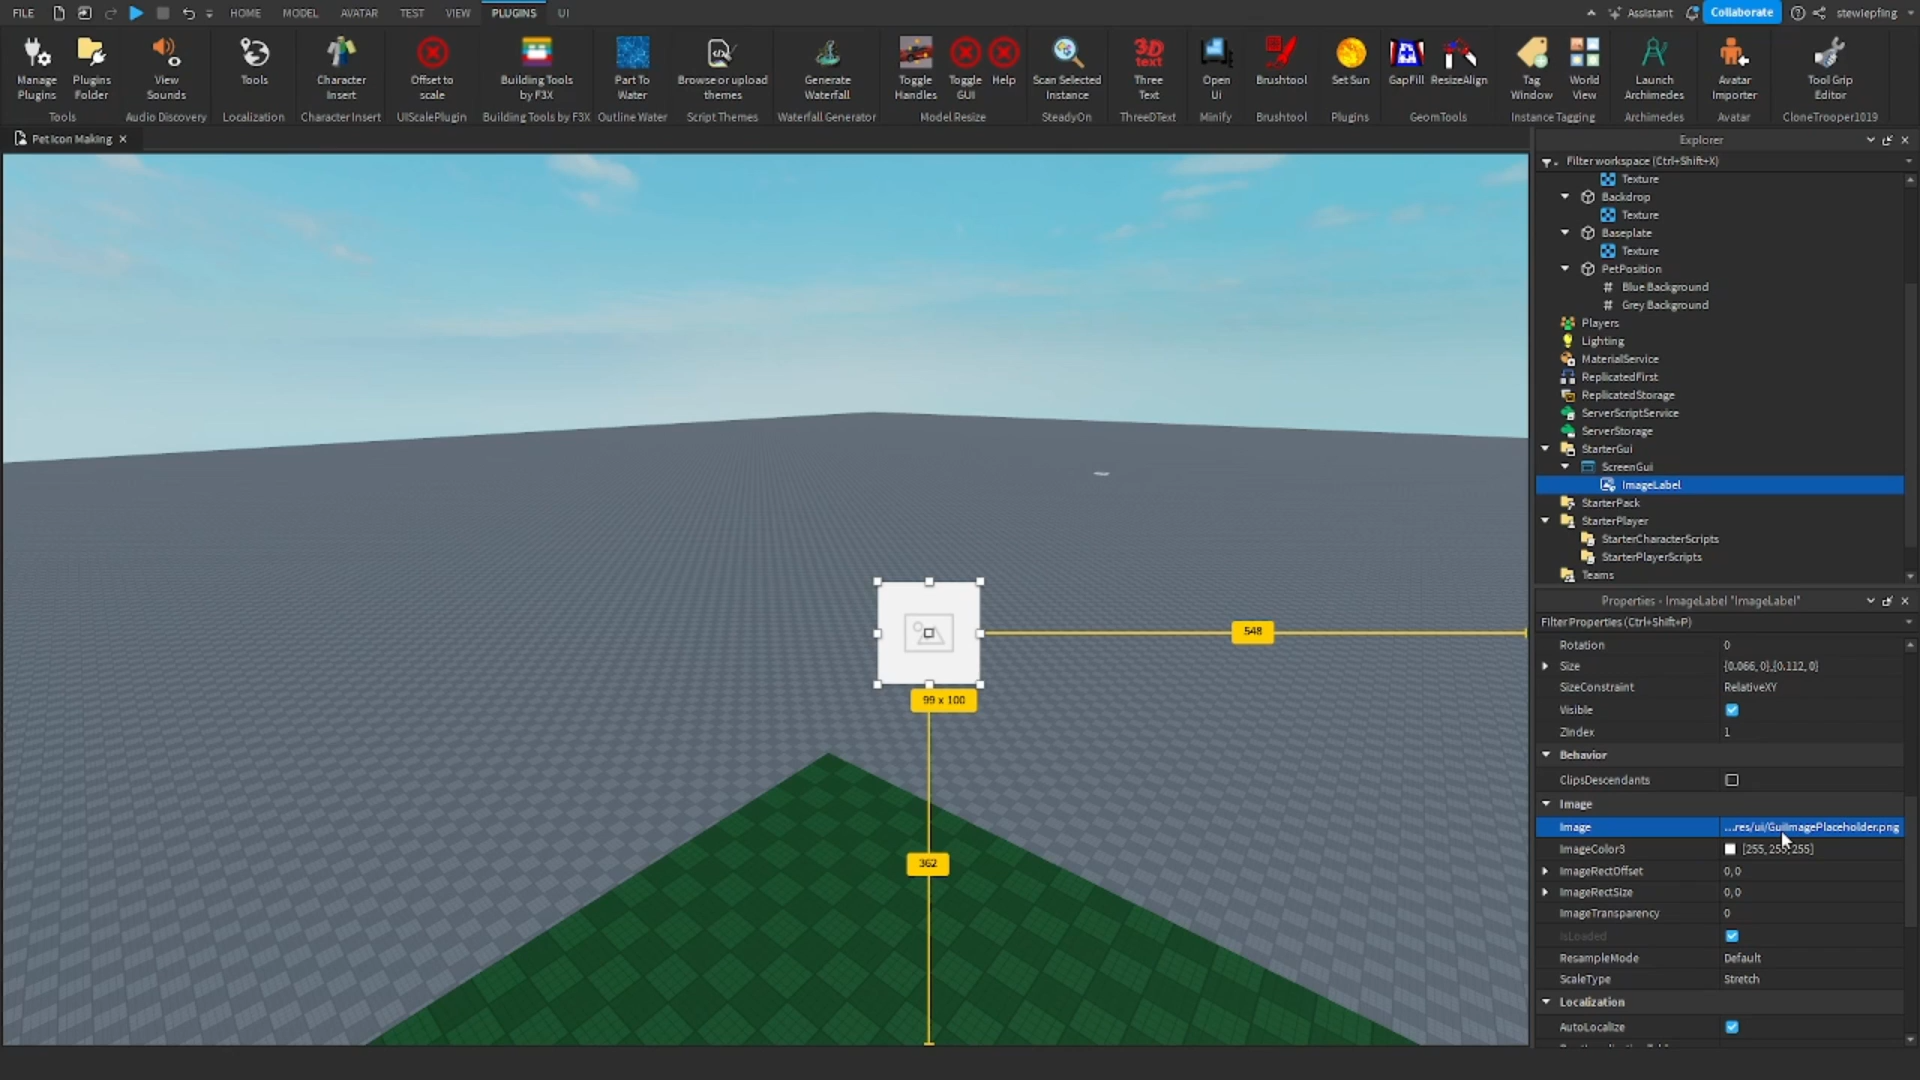 FILE HOME MODEL AVATAR TEST VIEW PLUGINS UI Assistant Collaborate stewiepfing
Manage Plugins
Plugins Folder
View Sounds
Tools
Character Insert
Offset to scale
Building Tools by F3X
Part To Water
Browse or upload themes
Generate Waterfall
Toggle Handles
Toggle GUI
Help
Scan Selected Instance
3D text
Three Text
Open Ui
Brushtool
Set Sun
GapFill
ResizeAlign
Tag Window
World View
Launch Archimedes
Avatar Importer
Tool Grip Editor
Tools Audio Discovery Localization Character Insert UIScalePlugin Building Tools by F3X Outline Water Script Themes Waterfall Generator Model Resize SteadyOn ThreeDText Minify Brushtool Plugins GeomTools Instance Tagging Archimedes Avatar CloneTrooper1019
Pet Icon Making
Explorer
Filter workspace (Ctrl+Shift+X)
Texture
Backdrop
Texture
Baseplate
Texture
PetPosition
Blue Background
Grey Background
Players
Lighting
MaterialService
ReplicatedFirst
ReplicatedStorage
ServerScriptService
ServerStorage
StarterGui
ScreenGui
ImageLabel
StarterPack
StarterPlayer
StarterCharacterScripts
StarterPlayerScripts
Teams
548
99 x 100
362
Properties - ImageLabel "ImageLabel"
Filter Properties (Ctrl+Shift+P)
Rotation 0
Size {0.066, 0},{0.112, 0}
SizeConstraint RelativeXY
Visible
ZIndex 1
Behavior
ClipsDescendants
Image
Image ...res/ui/GuiImagePlaceholder.png
ImageColor3 [255, 255, 255]
ImageRectOffset 0, 0
ImageRectSize 0, 0
ImageTransparency 0
IsLoaded
ResampleMode Default
ScaleType Stretch
Localization
AutoLocalize